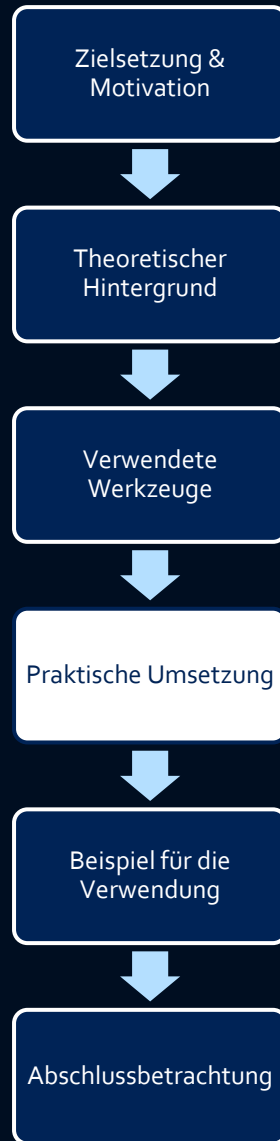 Zielsetzung &
Motivation
Theoretischer
Hintergrund
Verwendete
Werkzeuge
Praktische Umsetzung
Beispiel für die
Verwendung
Abschlussbetrachtung